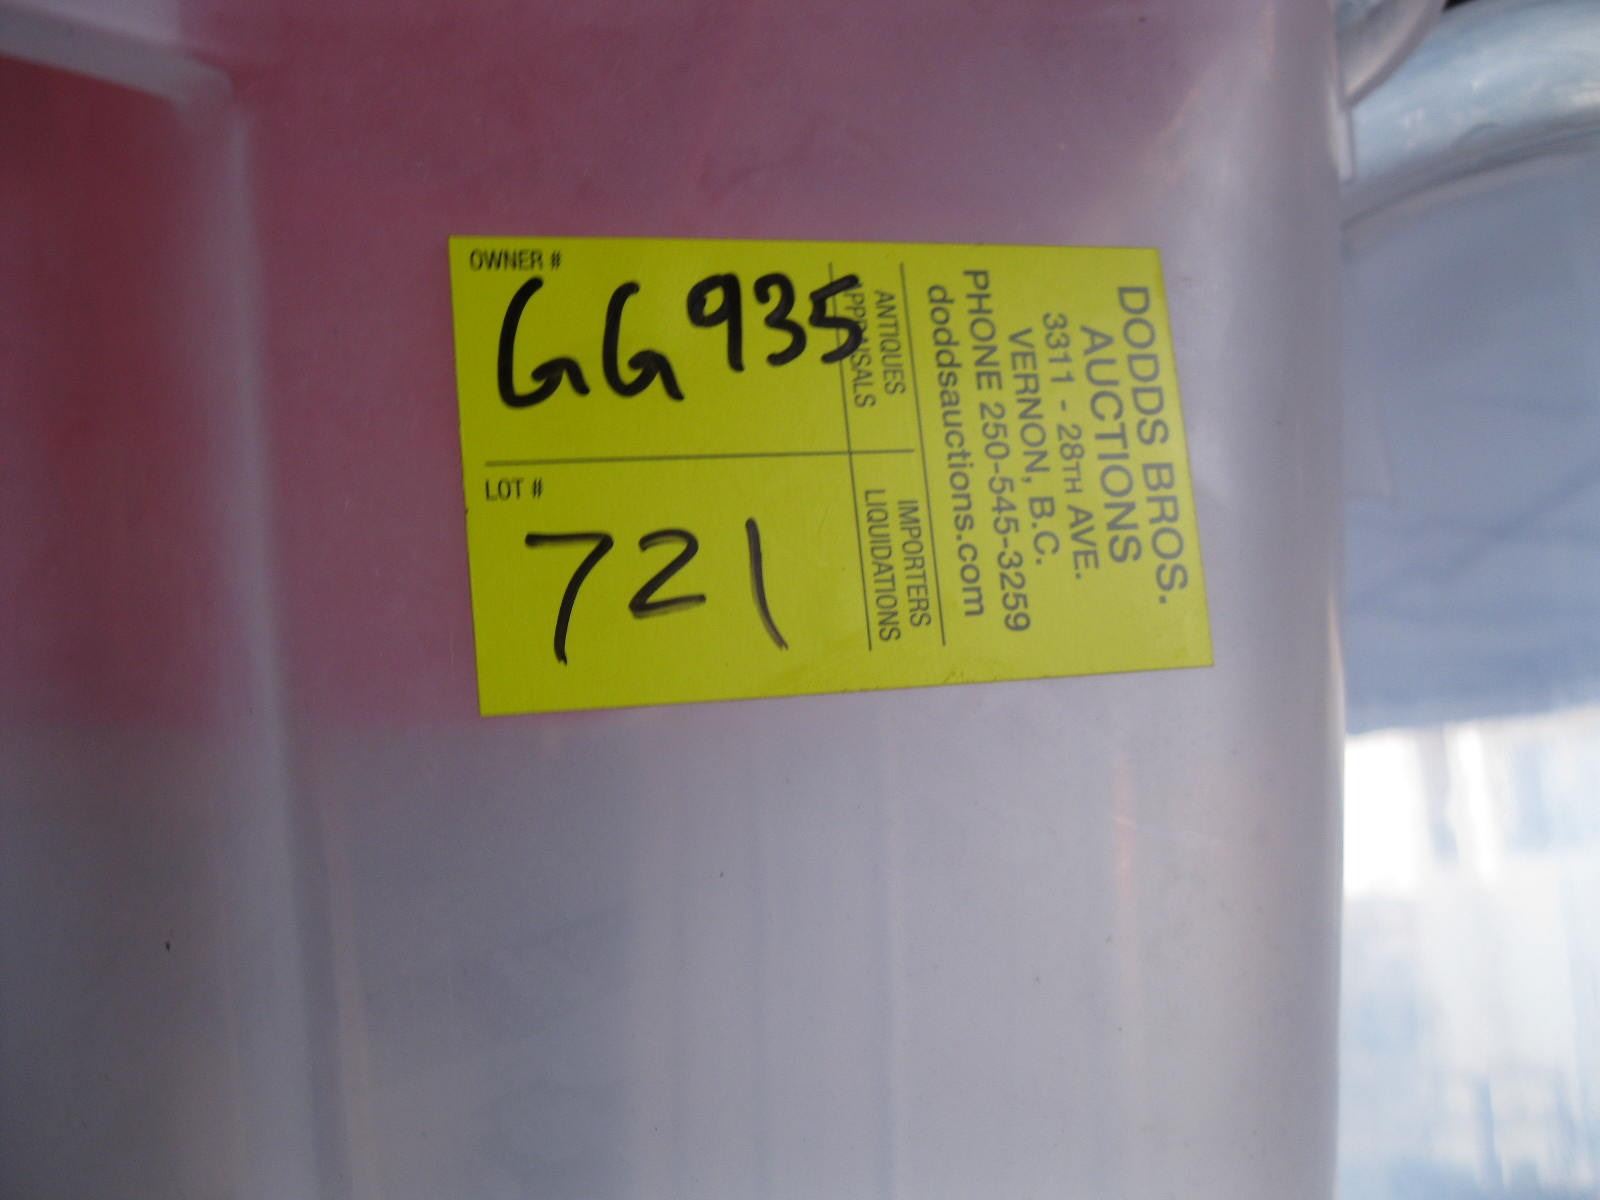 DODDS BROS.
AUCTIONS
3311 - 28TH AVE.
VERNON, B.C.
PHONE 250-545-3259
doddsauctions.com
ANTIQUES IMPORTERS
APPRAISALS LIQUIDATIONS
OWNER #
GG935
LOT #
721